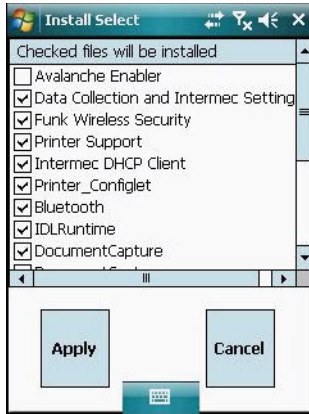 Install Select
Checked files will be installed
Avalanche Enabler
Data Collection and Intermec Setting
Funk Wireless Security
Printer Support
Intermec DHCP Client
Printer_Configlet
Bluetooth
IDLRuntime
DocumentCapture
Apply
Cancel